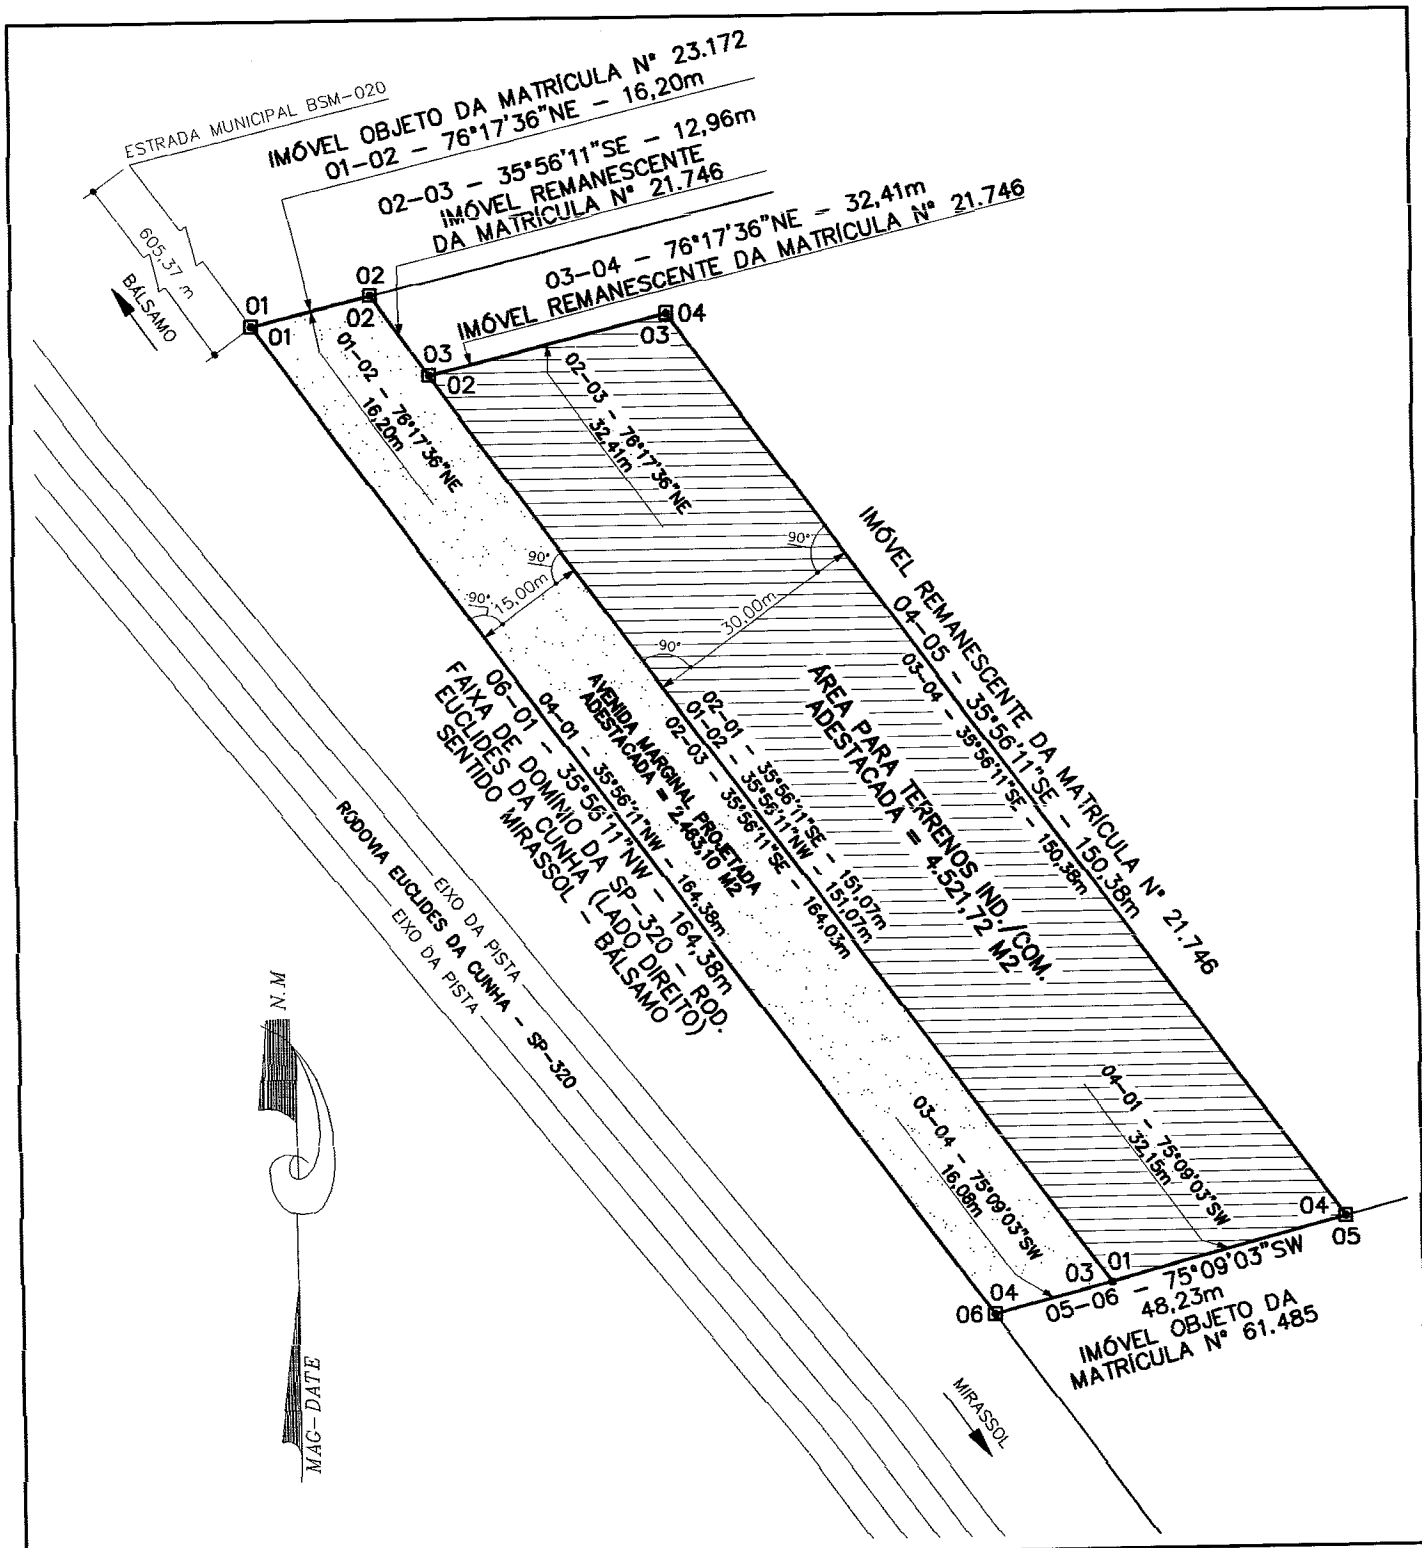 ESTRADA MUNICIPAL BSM-020
IMÓVEL OBJETO DA MATRÍCULA N° 23.172
01-02 - 76°17'36"NE - 16,20m
02-03 - 35°56'11"SE - 12,96m
IMÓVEL REMANESCENTE
DA MATRÍCULA N° 21.746
03-04 - 76°17'36"NE - 32,41m
IMÓVEL REMANESCENTE DA MATRÍCULA N° 21.746
605,37 m
BÁLSAMO
01
01
02
02
03
02
04
03
01-02 - 76°17'36"NE
16,20m
02-03 - 76°17'36"NE
32,41m
90°
15,00m
90°
90°
30,00m
90°
IMÓVEL REMANESCENTE DA MATRÍCULA N° 21.746
04-05 - 35°56'11"SE - 150,38m
03-04 - 35°56'11"SE - 150,38m
ÁREA PARA TERRENOS IND./COM.
ADESTACADA = 4.521,72 M2
02-01 - 35°56'11"SE - 151,07m
01-02 - 35°56'11"NW - 151,07m
02-03 - 35°56'11"SE - 164,03m
AVENIDA MARGINAL PROJETADA
ADESTACADA = 2.463,10 M2
04-01 - 35°56'11"NW - 164,38m
06-01 - 35°56'11"NW - 164,38m
FAIXA DE DOMÍNIO DA SP-320 - ROD.
EUCLIDES DA CUNHA (LADO DIREITO)
SENTIDO MIRASSOL - BÁLSAMO
EIXO DA PISTA
RODOVIA EUCLIDES DA CUNHA - SP-320
EIXO DA PISTA
N.M
MAG-DATE
03-04 - 75°09'03"SW
16,08m
04-01 - 75°09'03"SW
32,15m
04
05
03
01
04
06
05-06 - 75°09'03"SW
48,23m
IMÓVEL OBJETO DA
MATRÍCULA N° 61.485
MIRASSOL